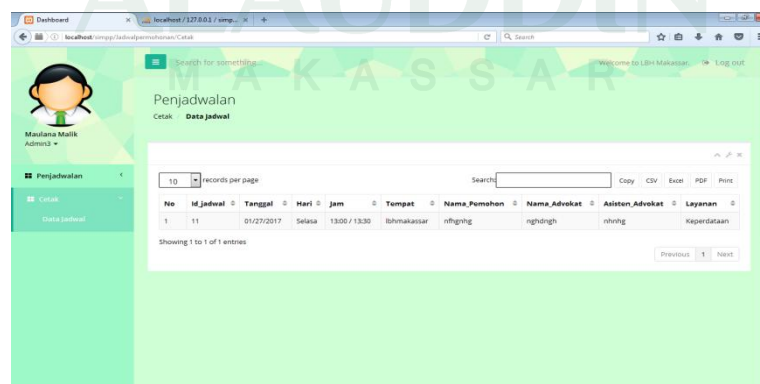 Dashboard
localhost / 127.0.0.1 / simp...
localhost/simpp/Jadwalpermohonan/Cetak
Search
ALAUDDIN
MAKASSAR
Search for something...
Welcome to LBH Makassar.
Log out
Maulana Malik
Admin3
Penjadwalan
Cetak / Data Jadwal
Penjadwalan
Cetak
Data Jadwal
10 records per page
Search:
Copy CSV Excel PDF Print
No Id_jadwal Tanggal Hari Jam Tempat Nama_Pemohon Nama_Advokat Asisten_Advokat Layanan
1 11 01/27/2017 Selasa 13:00 / 13:30 lbhmakassar nfhgnhg nghdngh nhnhg Keperdataan
Showing 1 to 1 of 1 entries
Previous 1 Next